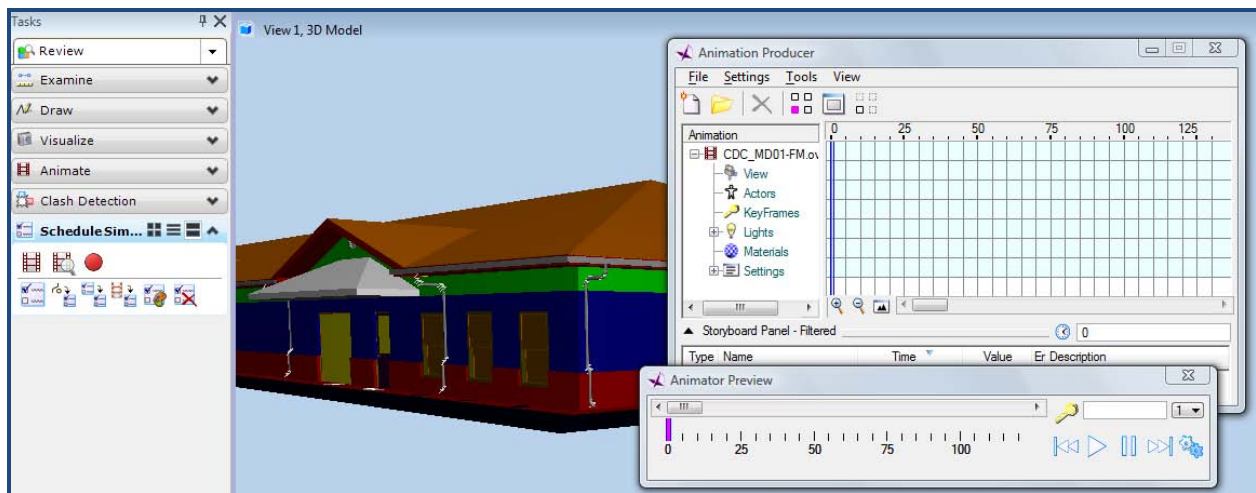 Tasks
Review
Examine
Draw
Visualize
Animate
Clash Detection
Schedule Sim...
View 1, 3D Model
Animation Producer
File Settings Tools View
Animation
0 25 50 75 100 125
CDC_MD01-FM.ov
View
Actors
KeyFrames
Lights
Materials
Settings
Storyboard Panel - Filtered
0
Type Name Time Value Er Description
Animator Preview
1
0 25 50 75 100